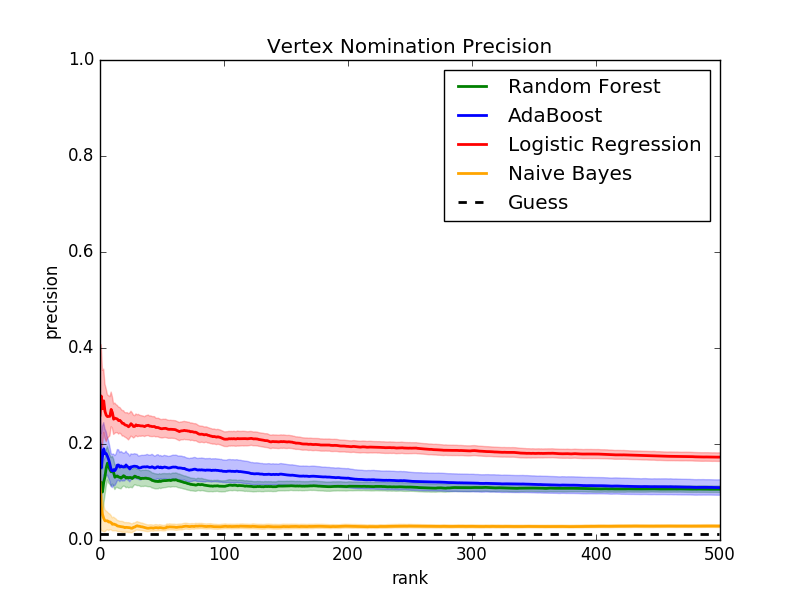 Vertex Nomination Precision
1.0
0.8
0.6
0.4
0.2
0.0
precision
Random Forest
AdaBoost
Logistic Regression
Naive Bayes
Guess
0 100 200 300 400 500
rank